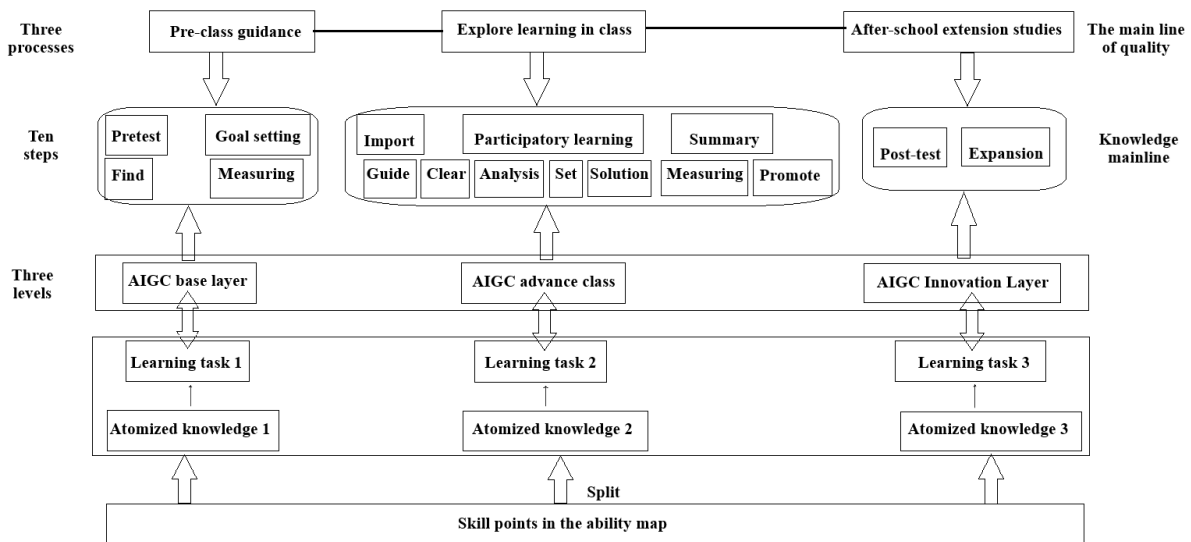 Three
processes
Pre-class guidance
Explore learning in class
After-school extension studies
The main line
of quality
Ten
steps
Pretest
Goal setting
Find
Measuring
Import
Participatory learning
Summary
Guide
Clear
Analysis
Set
Solution
Measuring
Promote
Post-test
Expansion
Knowledge
mainline
Three
levels
AIGC base layer
AIGC advance class
AIGC Innovation Layer
Learning task 1
Learning task 2
Learning task 3
Atomized knowledge 1
Atomized knowledge 2
Atomized knowledge 3
Split
Skill points in the ability map